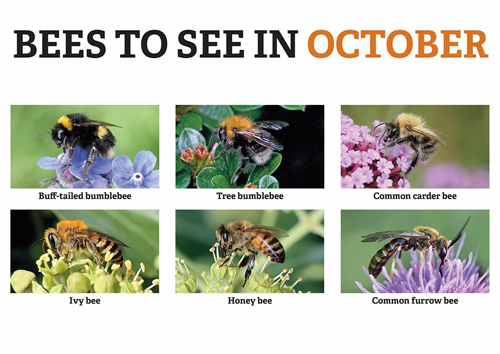 BEES TO SEE IN OCTOBER
Buff-tailed bumblebee
Tree bumblebee
Common carder bee
Ivy bee
Honey bee
Common furrow bee